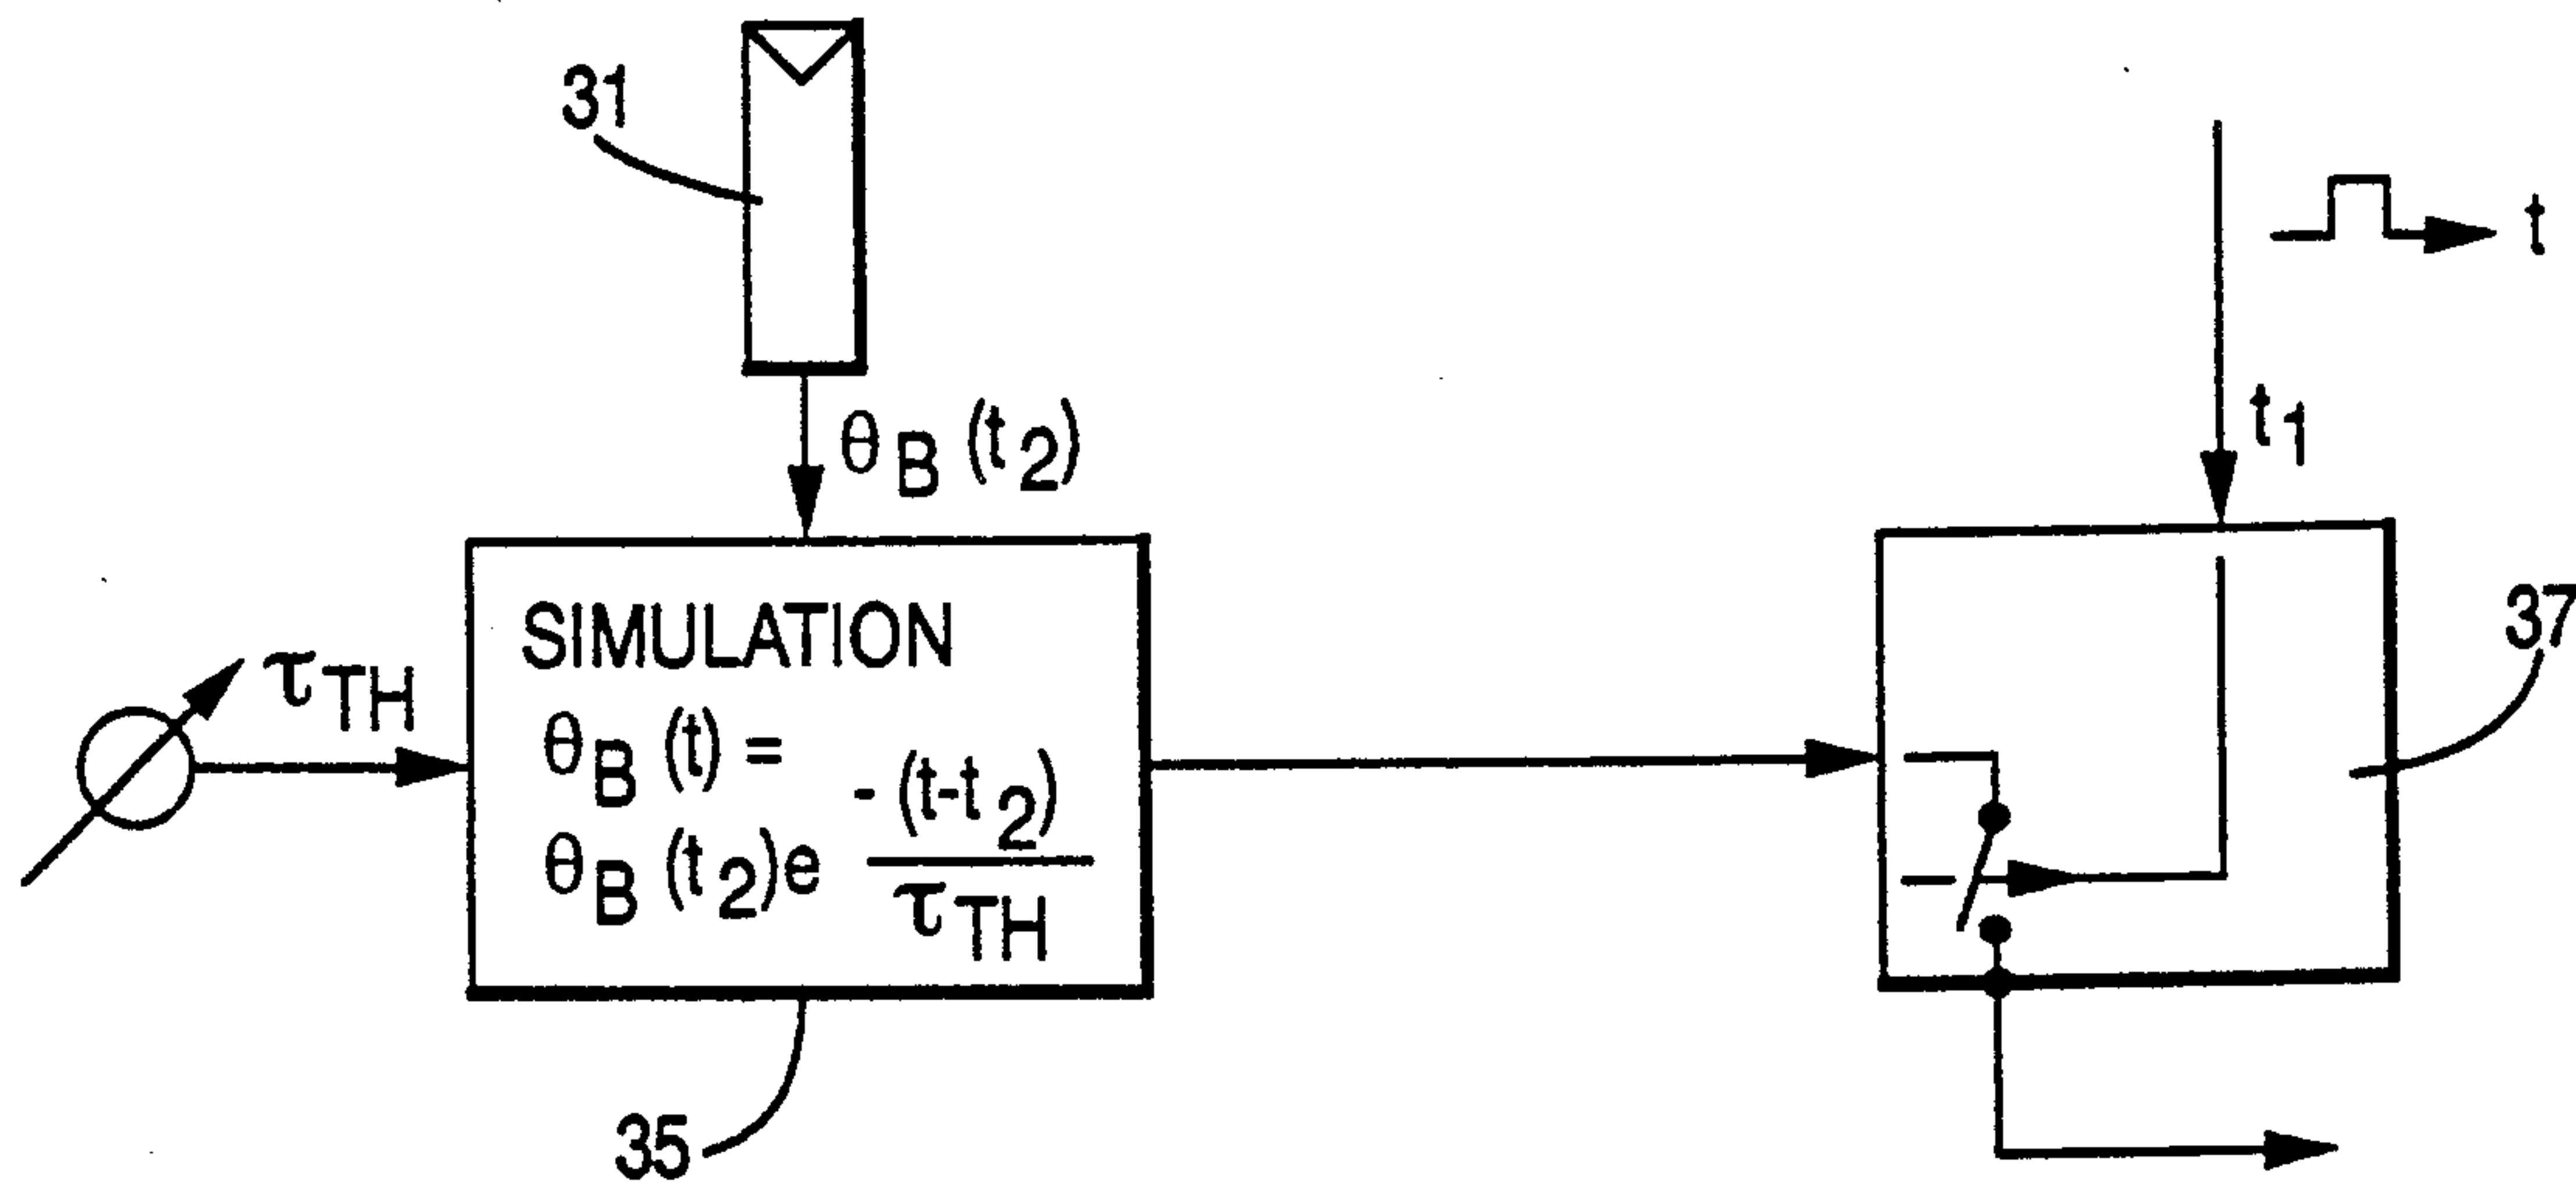 31
t
θB (t2)
t1
37
τTH
SIMULATION
θB (t) =
θB (t2)e -(t-t2)
τTH
35